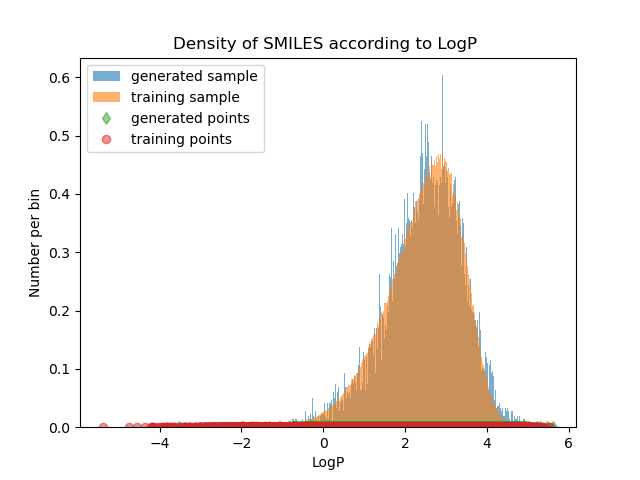 Density of SMILES according to LogP
generated sample
training sample
generated points
training points
Number per bin
0.6
0.5
0.4
0.3
0.2
0.1
0.0
−4
−2
0
2
4
6
LogP